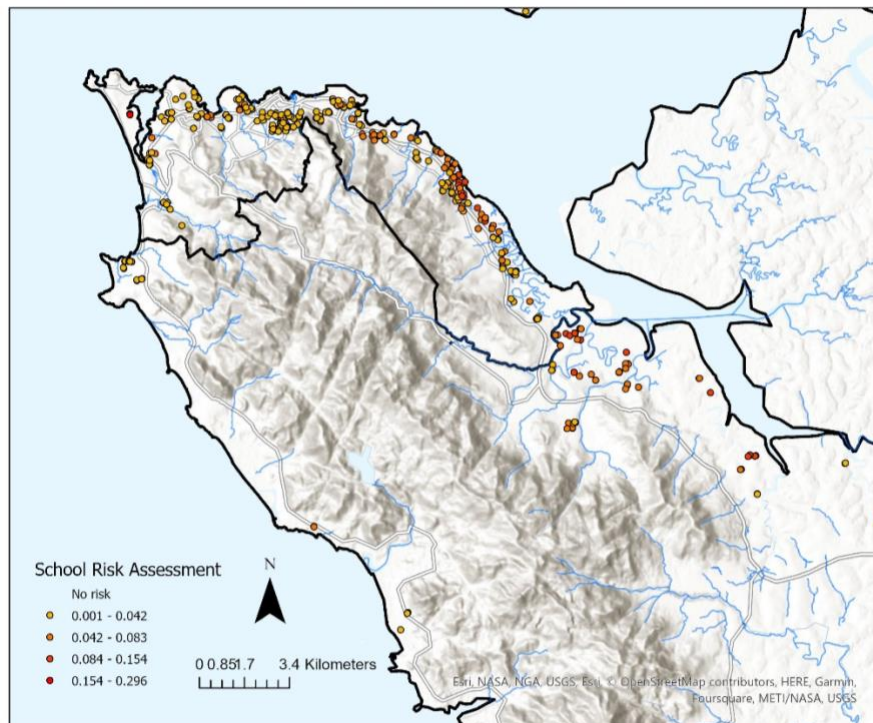 School Risk Assessment
No risk
0.001 - 0.042
0.042 - 0.083
0.084 - 0.154
0.154 - 0.296
N
0 0.85 1.7 3.4 Kilometers
Esri, NASA, NGA, USGS, Esri, © OpenStreetMap contributors, HERE, Garmin,
Foursquare, METI/NASA, USGS